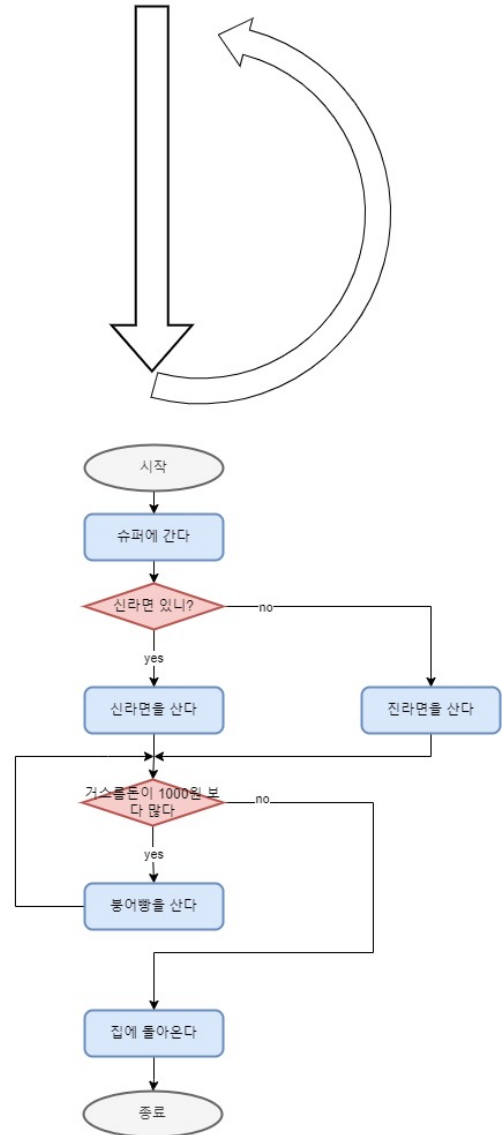 시작
슈퍼에 간다
신라면 있니?
no
yes
신라면을 산다
진라면을 산다
거스름돈이 1000원 보
다 많다
no
yes
붕어빵을 산다
집에 돌아온다
종료